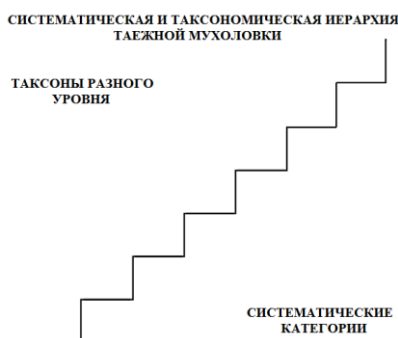 СИСТЕМАТИЧЕСКАЯ И ТАКСОНОМИЧЕСКАЯ ИЕРАРХИЯ
ТАЕЖНОЙ МУХОЛОВКИ
ТАКСОНЫ РАЗНОГО
УРОВНЯ
СИСТЕМАТИЧЕСКИЕ
КАТЕГОРИИ